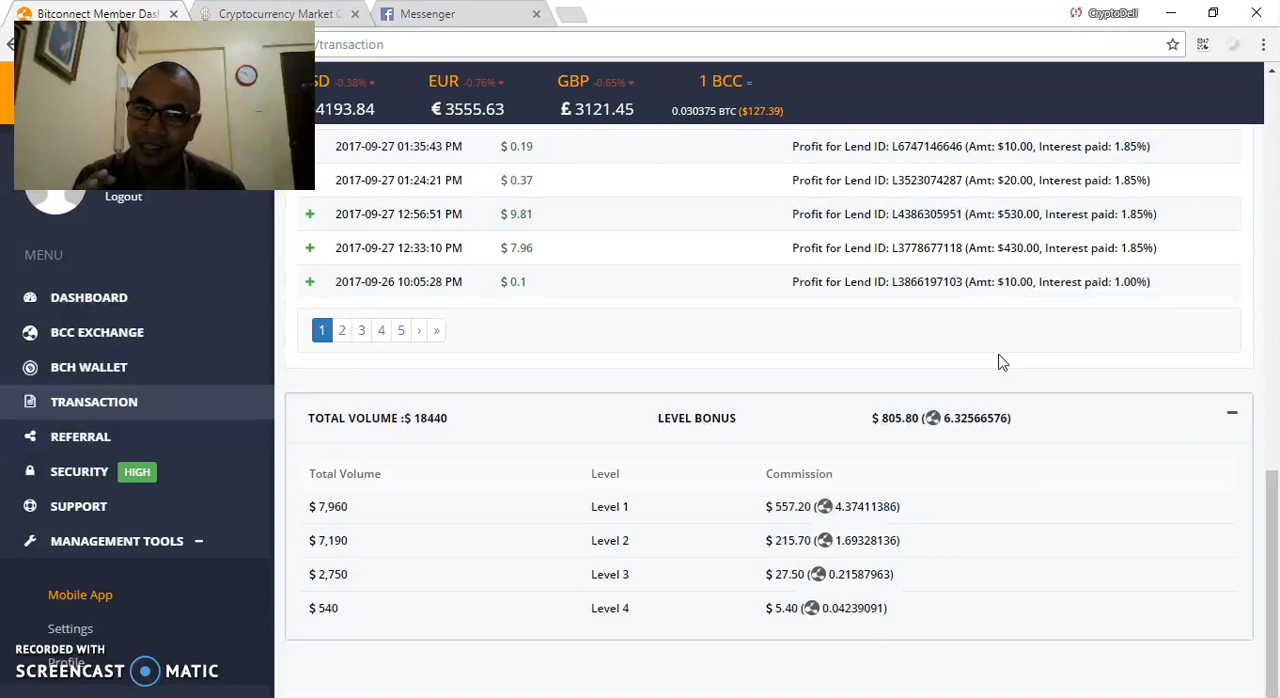 Bitconnect Member Das
Cryptocurrency Market C
Messenger
CryptoDell
/transaction
SD -0.38%
EUR -0.76%
GBP -0.65%
1 BCC =
4193.84
€ 3555.63
£ 3121.45
0.030375 BTC ($127.39)
Logout
MENU
DASHBOARD
BCC EXCHANGE
BCH WALLET
TRANSACTION
REFERRAL
SECURITY HIGH
SUPPORT
MANAGEMENT TOOLS
Mobile App
Settings
Profile
RECORDED WITH
SCREENCAST MATIC
2017-09-27 01:35:43 PM $ 0.19 Profit for Lend ID: L6747146646 (Amt: $10.00, Interest paid: 1.85%)
2017-09-27 01:24:21 PM $ 0.37 Profit for Lend ID: L3523074287 (Amt: $20.00, Interest paid: 1.85%)
+ 2017-09-27 12:56:51 PM $ 9.81 Profit for Lend ID: L4386305951 (Amt: $530.00, Interest paid: 1.85%)
+ 2017-09-27 12:33:10 PM $ 7.96 Profit for Lend ID: L3778677118 (Amt: $430.00, Interest paid: 1.85%)
+ 2017-09-26 10:05:28 PM $ 0.1 Profit for Lend ID: L3866197103 (Amt: $10.00, Interest paid: 1.00%)
1 2 3 4 5 › »
TOTAL VOLUME :$ 18440 LEVEL BONUS $ 805.80 ( 6.32566576)
Total Volume Level Commission
$ 7,960 Level 1 $ 557.20 ( 4.37411386)
$ 7,190 Level 2 $ 215.70 ( 1.69328136)
$ 2,750 Level 3 $ 27.50 ( 0.21587963)
$ 540 Level 4 $ 5.40 ( 0.04239091)